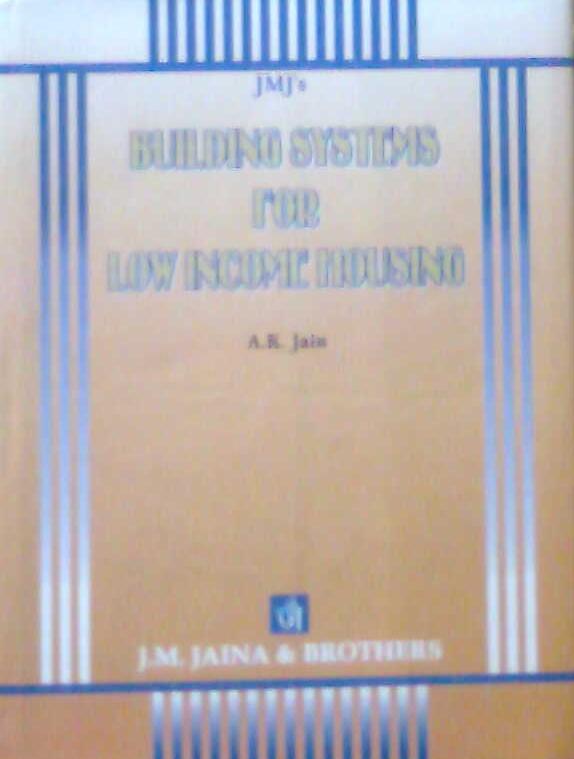 JMJ's
BUILDING SYSTEMS
FOR
LOW INCOME HOUSING
A.K. Jain
J.M. JAINA & BROTHERS